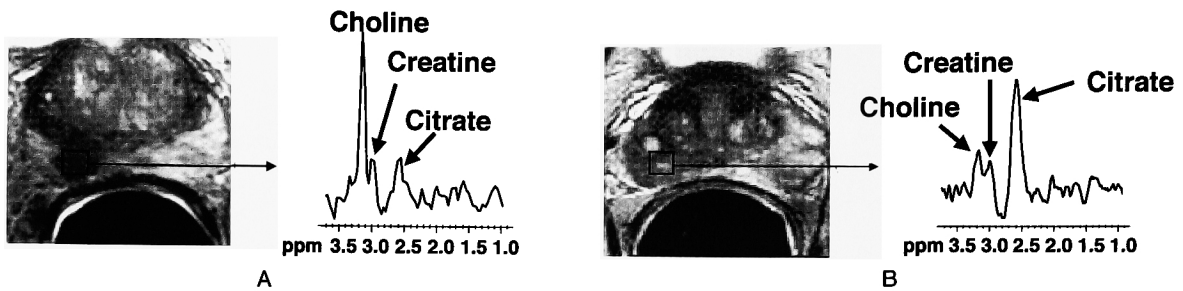 Choline
Creatine
Citrate
ppm 3.5 3.0 2.5 2.0 1.5 1.0
A
Creatine
Citrate
Choline
ppm 3.5 3.0 2.5 2.0 1.5 1.0
B